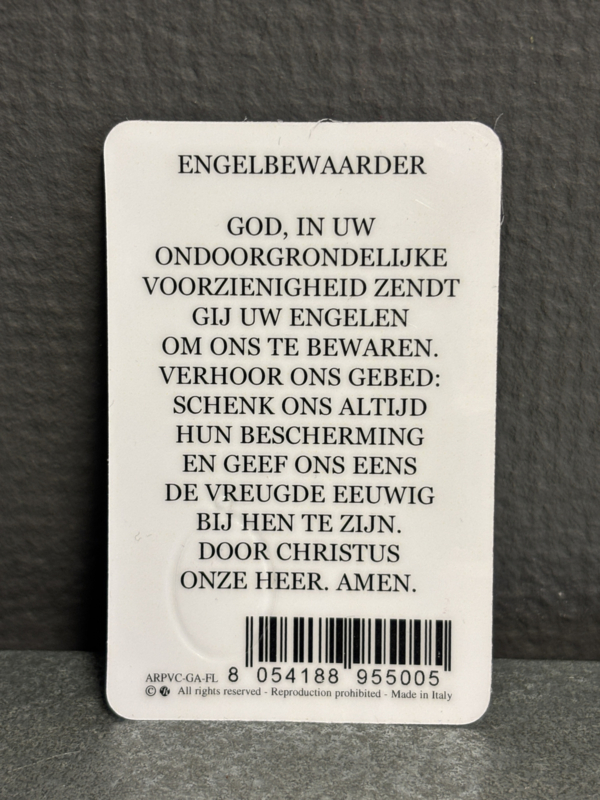 ENGELBEWAARDER
GOD, IN UW
ONDOORGRONDELIJKE
VOORZIENIGHEID ZENDT
GIJ UW ENGELEN
OM ONS TE BEWAREN.
VERHOOR ONS GEBED:
SCHENK ONS ALTIJD
HUN BESCHERMING
EN GEEF ONS EENS
DE VREUGDE EEUWIG
BIJ HEN TE ZIJN.
DOOR CHRISTUS
ONZE HEER. AMEN.
ARPVC-GA-FL 8 054188 955005
© All rights reserved - Reproduction prohibited - Made in Italy